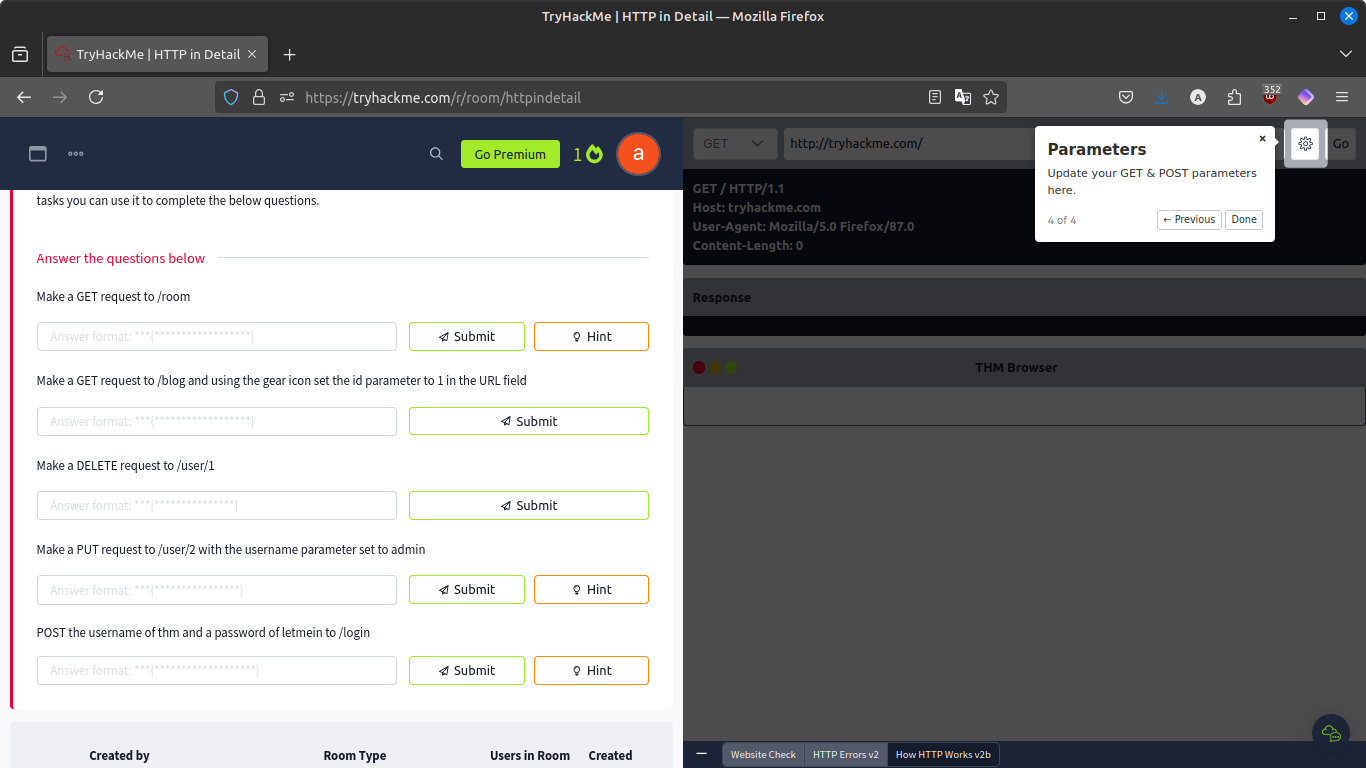 TryHackMe | HTTP in Detail — Mozilla Firefox
TryHackMe | HTTP in Detail
https://tryhackme.com/r/room/httpindetail
A
352
Go Premium
1
a
tasks you can use it to complete the below questions.
Answer the questions below
Make a GET request to /room
Answer format: ***{******************}
Submit
Hint
Make a GET request to /blog and using the gear icon set the id parameter to 1 in the URL field
Answer format: ***{******************}
Submit
Make a DELETE request to /user/1
Answer format: ***{***************}
Submit
Make a PUT request to /user/2 with the username parameter set to admin
Answer format: ***{****************}
Submit
Hint
POST the username of thm and a password of letmein to /login
Answer format: ***{*******************}
Submit
Hint
Created by
Room Type
Users in Room
Created
GET
http://tryhackme.com/
Go
Parameters
Update your GET & POST parameters
here.
4 of 4
← Previous
Done
GET / HTTP/1.1
Host: tryhackme.com
User-Agent: Mozilla/5.0 Firefox/87.0
Content-Length: 0
Response
THM Browser
Website Check
HTTP Errors v2
How HTTP Works v2b